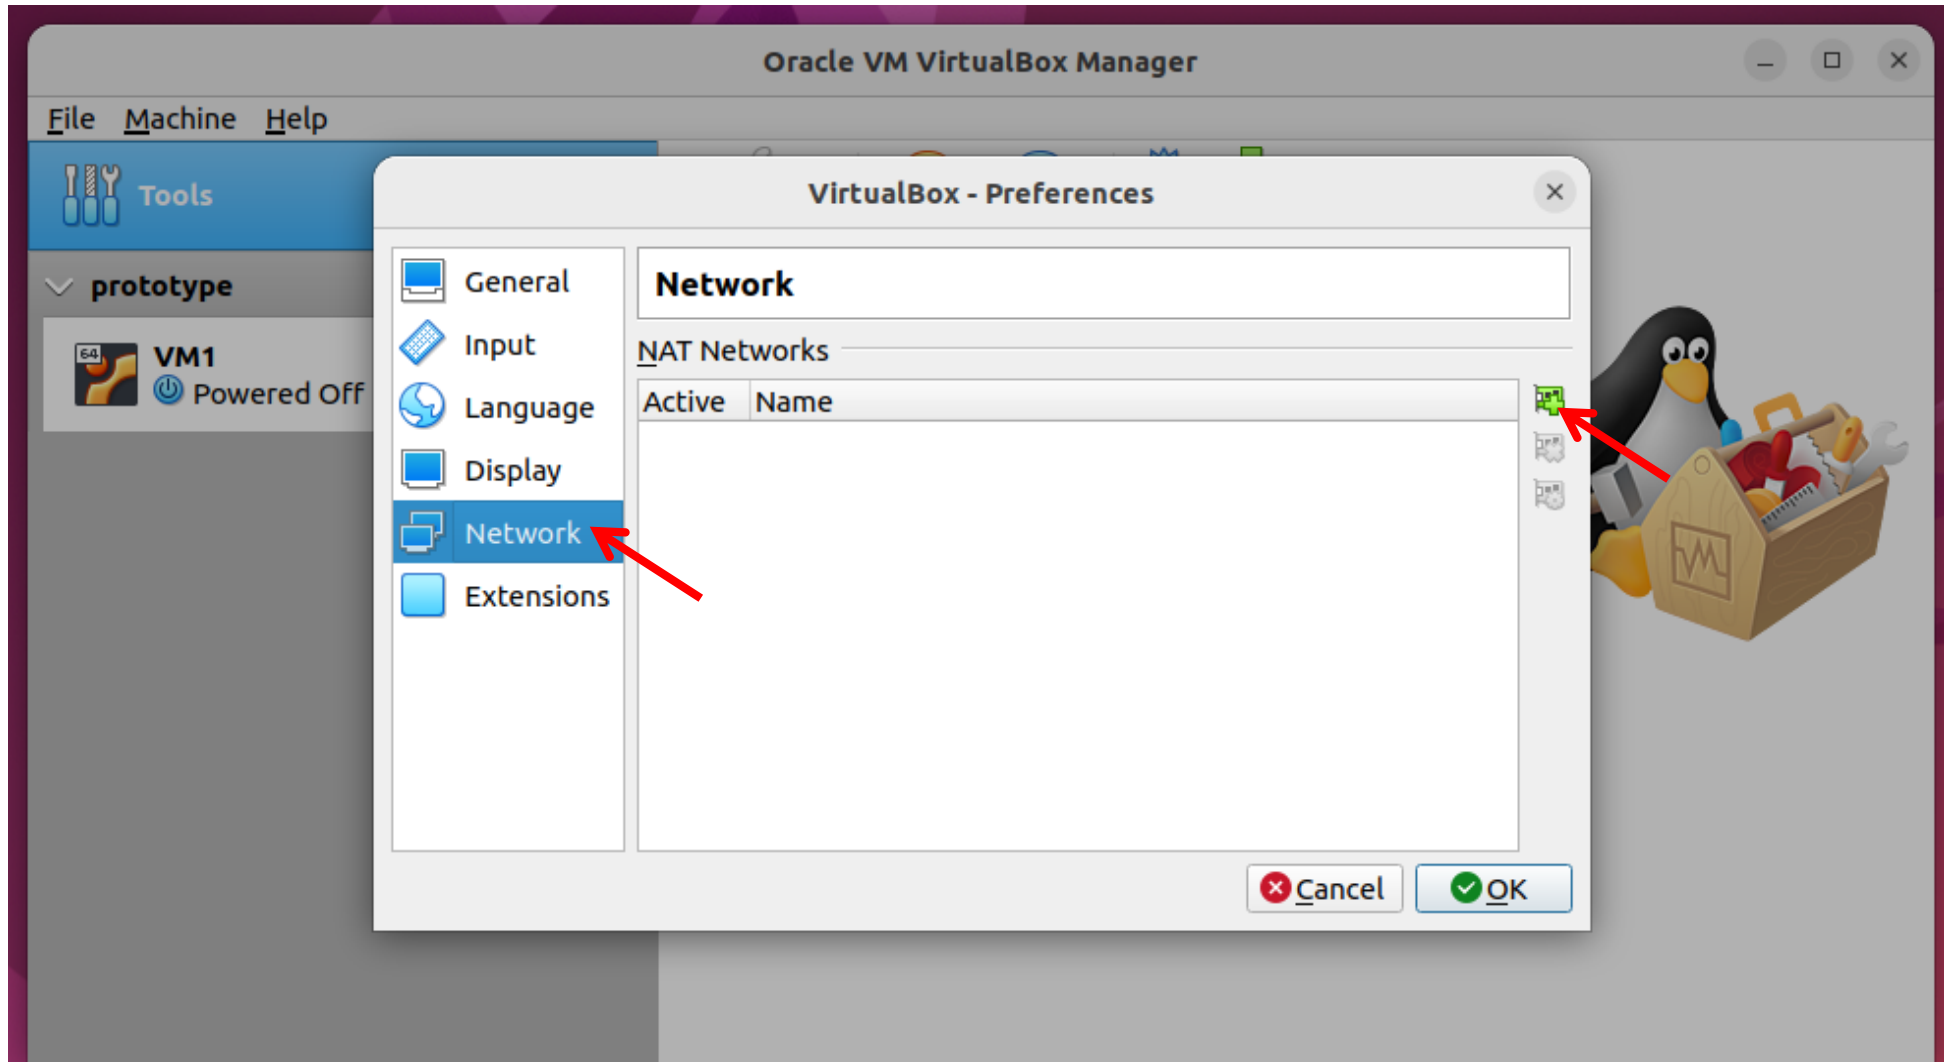 Oracle VM VirtualBox Manager
File Machine Help
Tools
prototype
64
VM1
Powered Off
VirtualBox - Preferences
General
Input
Language
Display
Network
Extensions
Network
NAT Networks
Active Name
Cancel OK